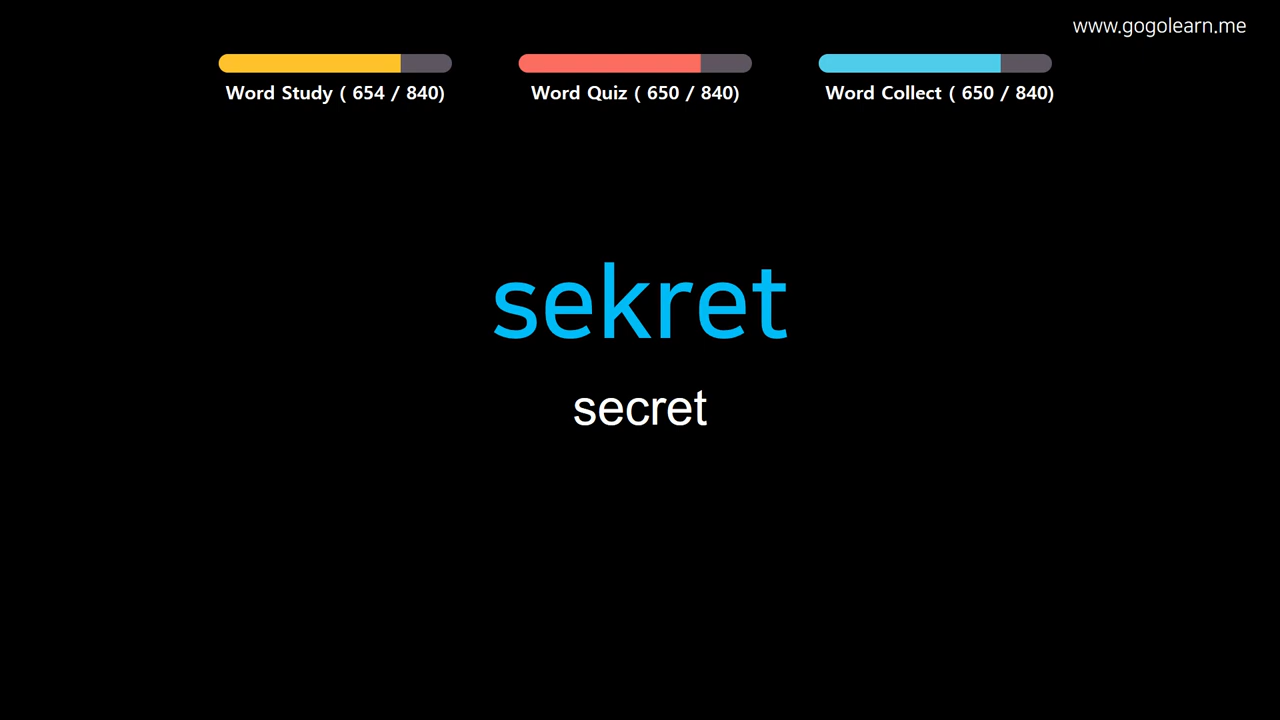 www.gogolearn.me
Word Study ( 654 / 840)
Word Quiz ( 650 / 840)
Word Collect ( 650 / 840)
sekret
secret